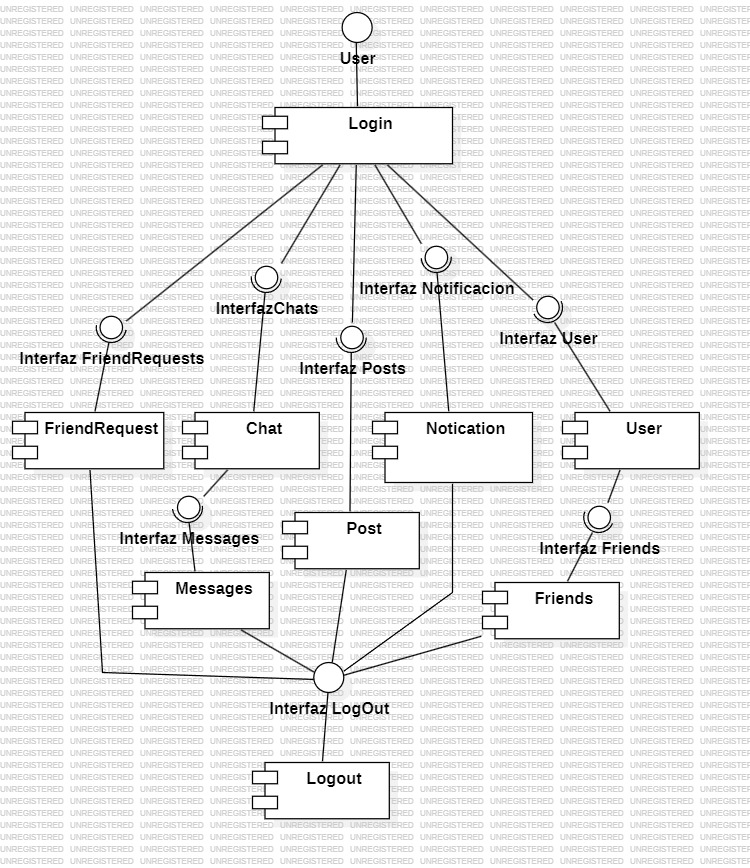 User
Login
Interfaz Notificacion
InterfazChats
Interfaz User
Interfaz FriendRequests
Interfaz Posts
FriendRequest
Chat
Notication
User
Post
Interfaz Messages
Interfaz Friends
Messages
Friends
Interfaz LogOut
Logout
UNREGISTERED